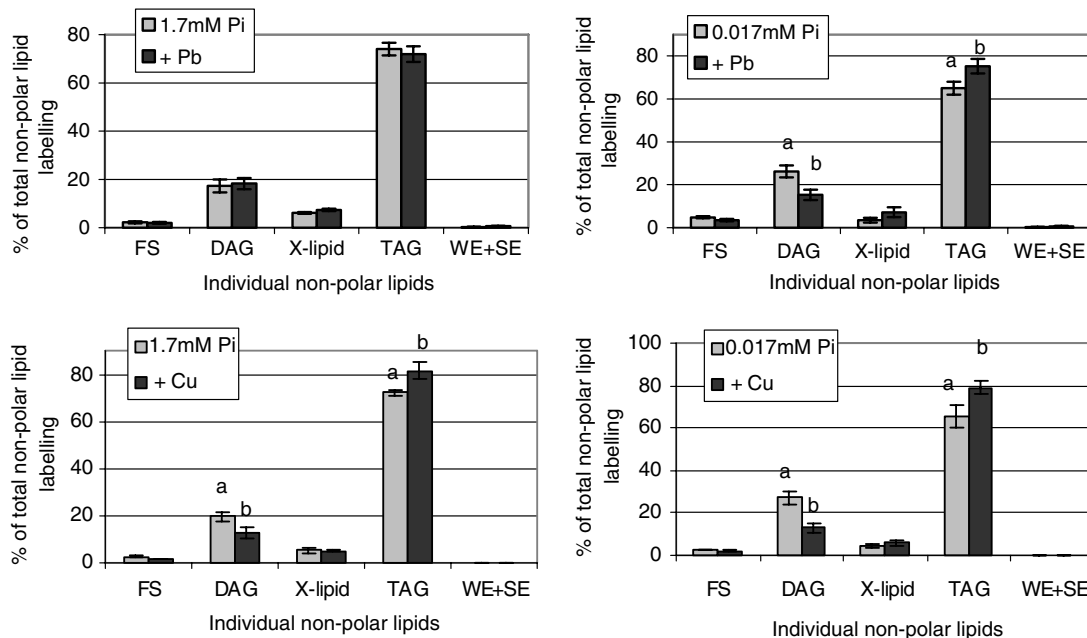 % of total non-polar lipid
labelling
80
60
40
20
0
1.7mM Pi
+ Pb
FS DAG X-lipid TAG WE+SE
Individual non-polar lipids
% of total non-polar lipid
labelling
80
60
40
20
0
0.017mM Pi
+ Pb
a
b
a
b
FS DAG X-lipid TAG WE+SE
Individual non-polar lipids
% of total non-polar lipid
labelling
80
60
40
20
0
1.7mM Pi
+ Cu
a
b
a
b
FS DAG X-lipid TAG WE+SE
Individual non-polar lipids
% of total non-polar lipid
labelling
100
80
60
40
20
0
0.017mM Pi
+ Cu
a
b
a
b
FS DAG X-lipid TAG WE+SE
Individual non-polar lipids